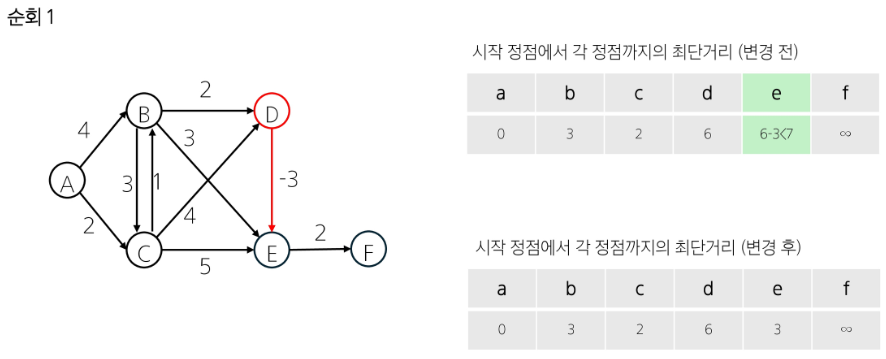 순회 1
시작 정점에서 각 정점까지의 최단거리 (변경 전)
a b c d e f
0 3 2 6 6-3<7 ∞
2
B D
4 3
-3
A 3 1
4
2 2
C E F
5
시작 정점에서 각 정점까지의 최단거리 (변경 후)
a b c d e f
0 3 2 6 3 ∞